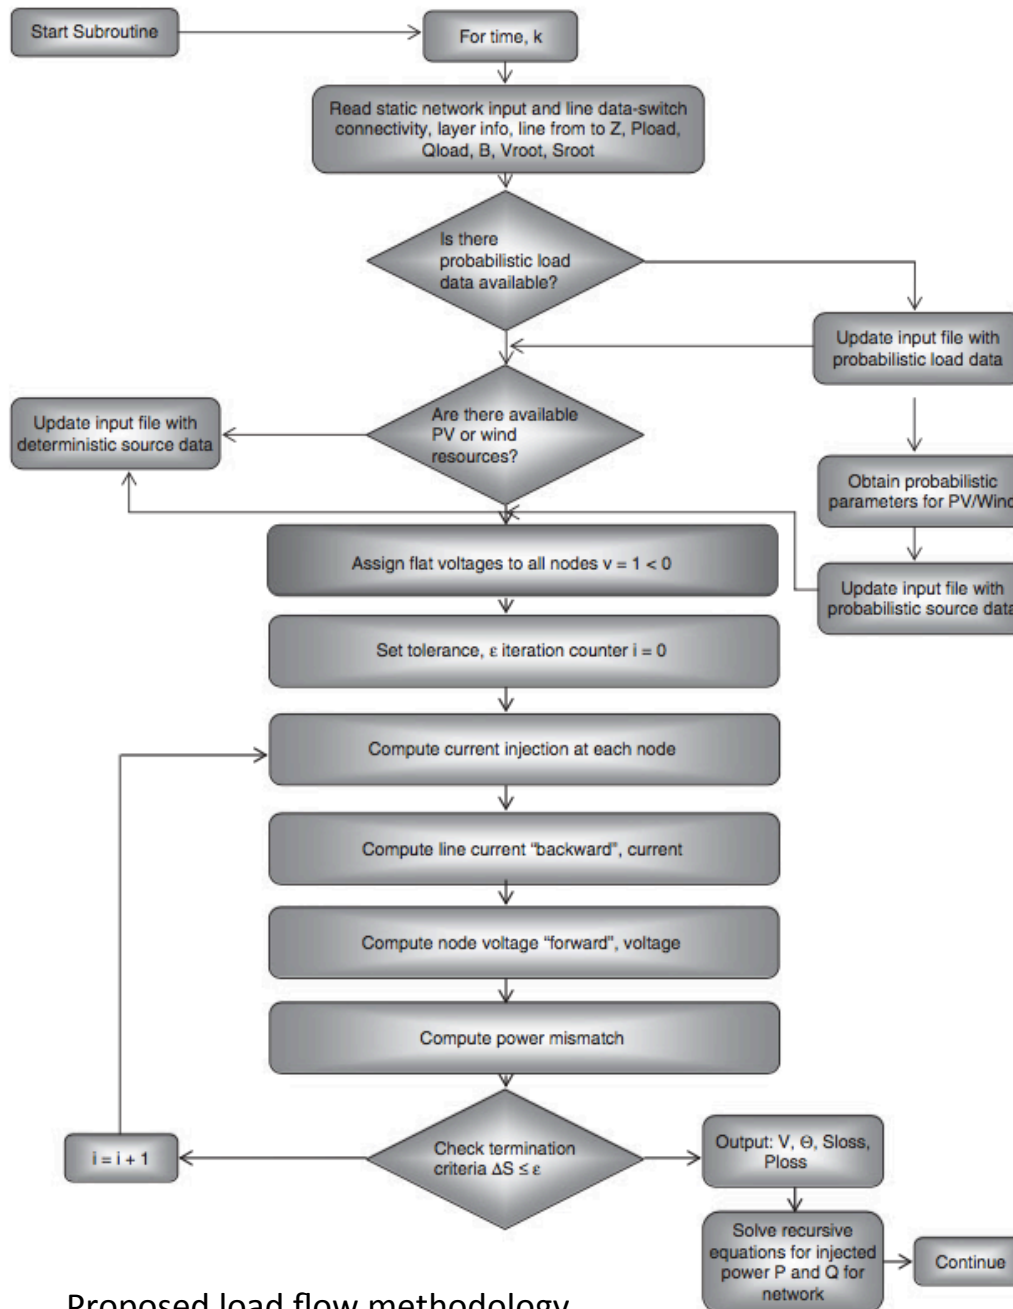 Start Subroutine
For time, k
Read static network input and line data-switch
connectivity, layer info, line from to Z, Pload,
Qload, B, Vroot, Sroot
Is there
probabilistic load
data available?
Update input file with
probabilistic load data
Are there available
PV or wind
resources?
Update input file with
deterministic source data
Obtain probabilistic
parameters for PV/Wind
Update input file with
probabilistic source data
Assign flat voltages to all nodes v = 1 < 0
Set tolerance, ε iteration counter i = 0
Compute current injection at each node
Compute line current “backward”, current
Compute node voltage “forward”, voltage
Compute power mismatch
Check termination
criteria ΔS ≤ ε
i = i + 1
Output: V, Θ, Sloss,
Ploss
Solve recursive
equations for injected
power P and Q for
network
Continue
Proposed load flow methodology